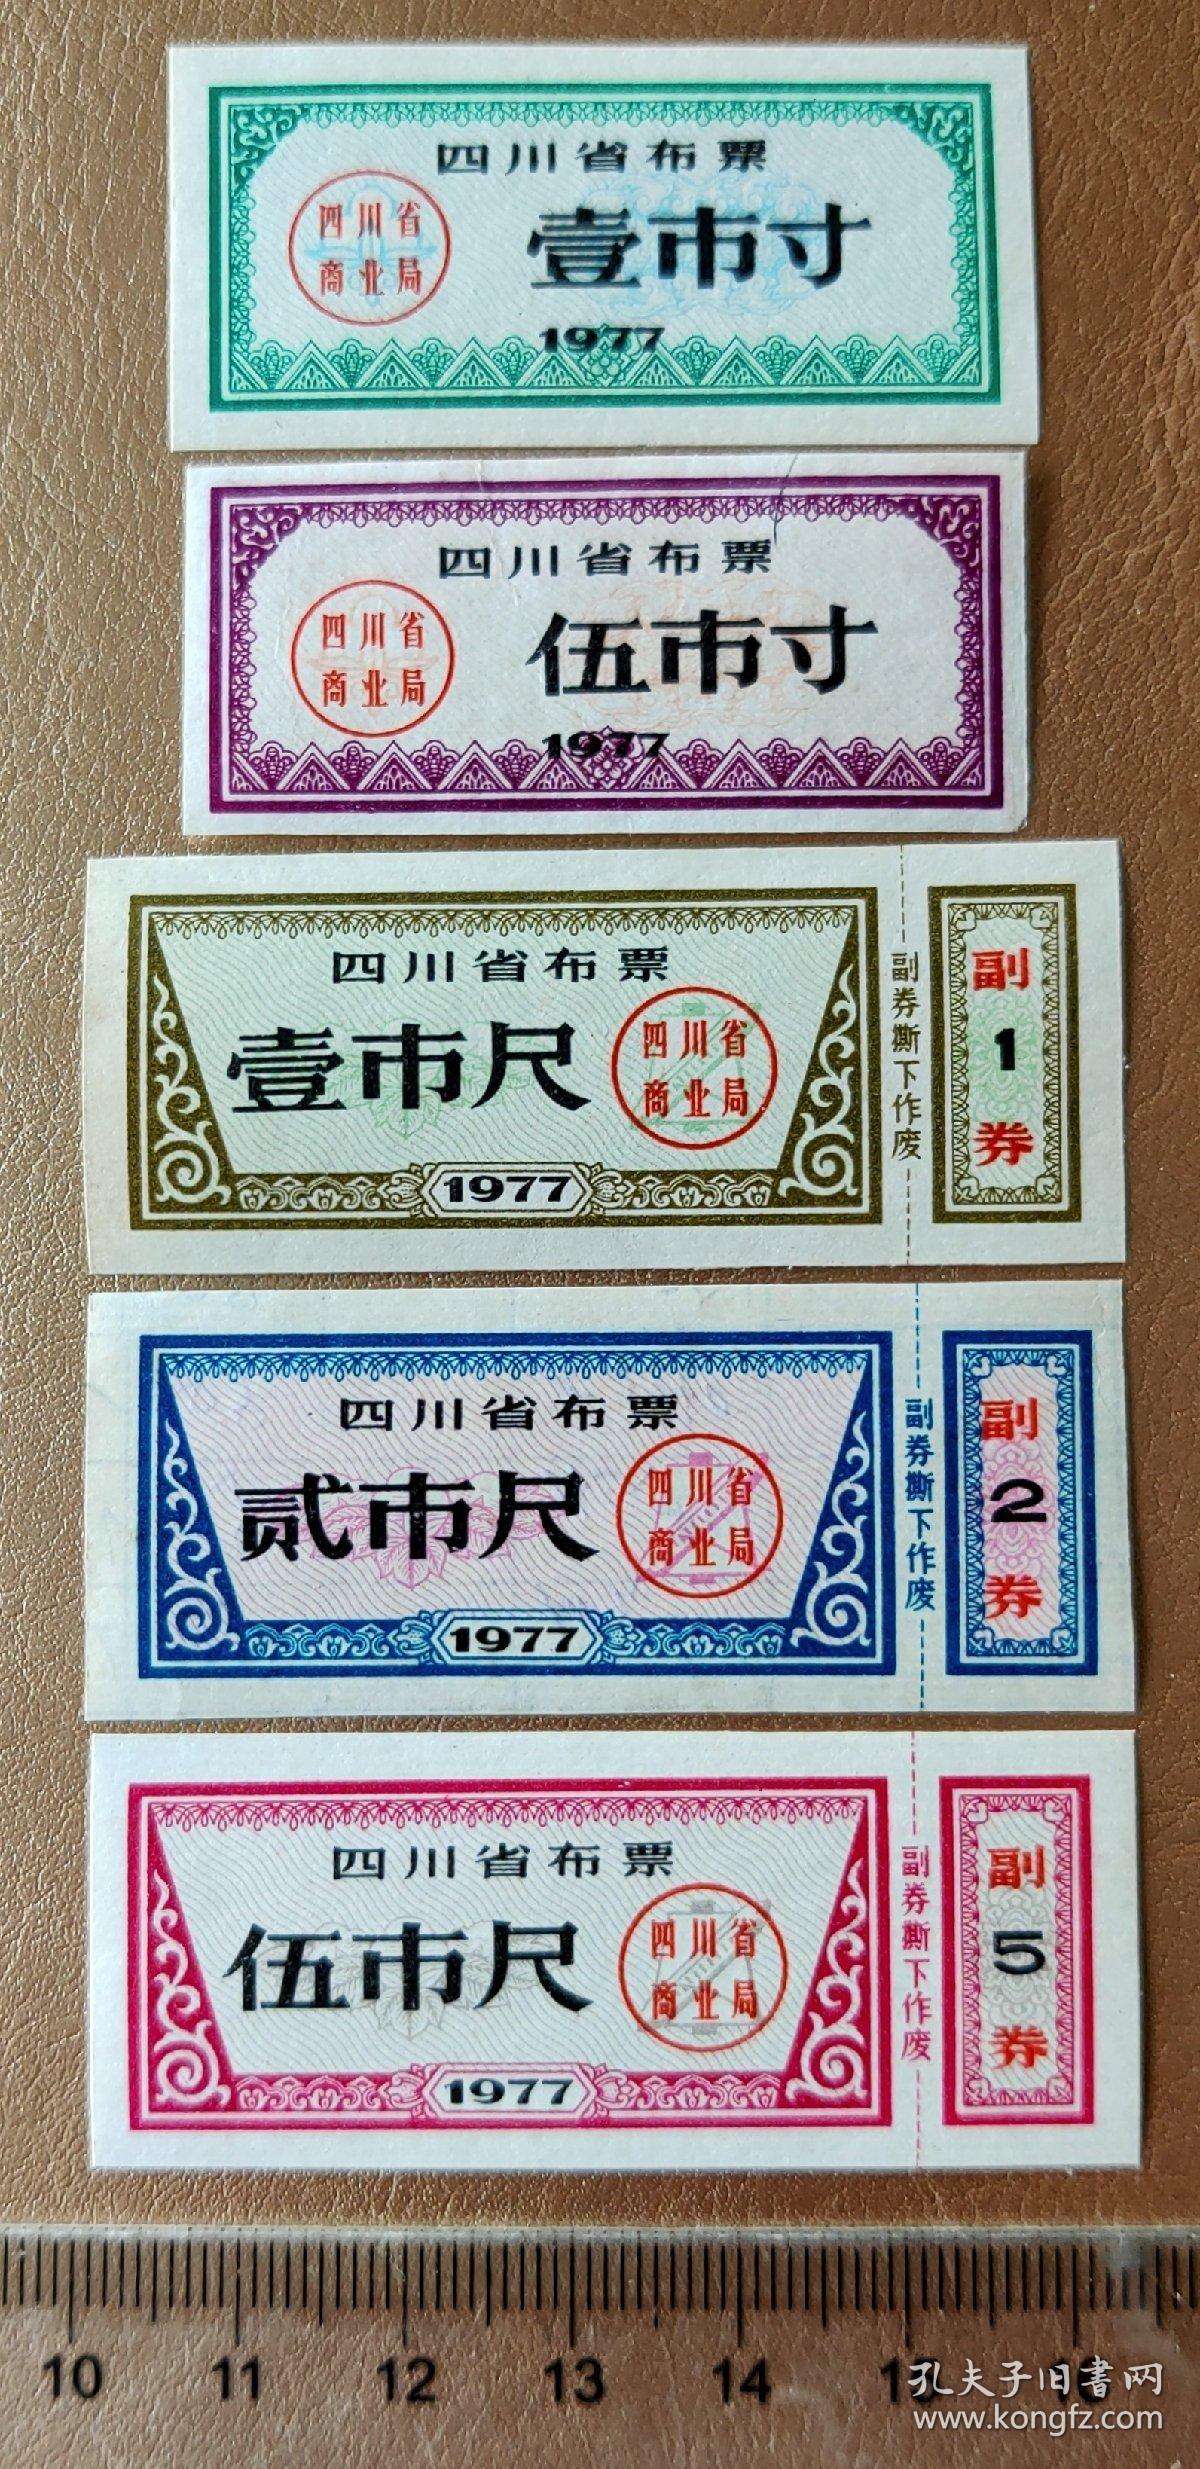 四川省布票
四川省
商业局
壹市寸
1977
四川省布票
四川省
商业局
伍市寸
1977
四川省布票
壹市尺
四川省
商业局
1977
副券撕下作废
副
1
券
四川省布票
贰市尺
四川省
商业局
1977
副券撕下作废
副
2
券
四川省布票
伍市尺
四川省
商业局
1977
副券撕下作废
副
5
券
10 11 12 13 14 15 16
孔夫子旧书网
www.kongfz.com